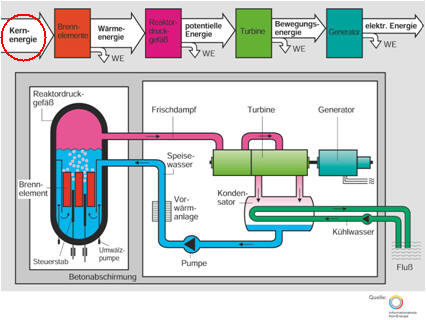 Kern-
energie
Brenn-
elemente
Wärme-
energie
WE
Reaktor-
druck-
gefäß
potentielle
Energie
WE
Turbine
Bewegungs-
energie
WE
Generator
elektr. Energie
WE
Reaktordruck-
gefäß
Frischdampf
Turbine
Generator
Speise-
wasser
Brenn-
element
Vor-
wärm-
anlage
Konden-
sator
Kühlwasser
Steuerstab
Umwälz-
pumpe
Pumpe
Fluß
Betonabschirmung
Quelle: